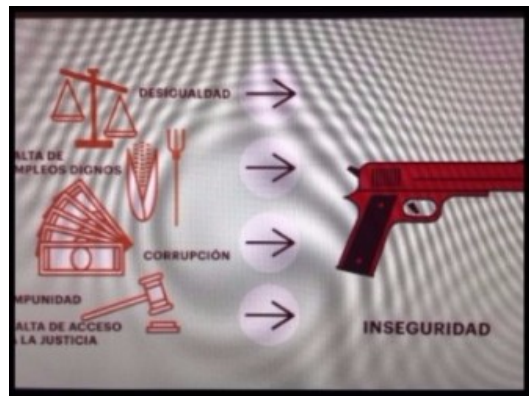 DESIGUALDAD
ALTA DE
MPLEOS DIGNOS
CORRUPCIÓN
MPUNIDAD
ALTA DE ACCESO
LA JUSTICIA
INSEGURIDAD